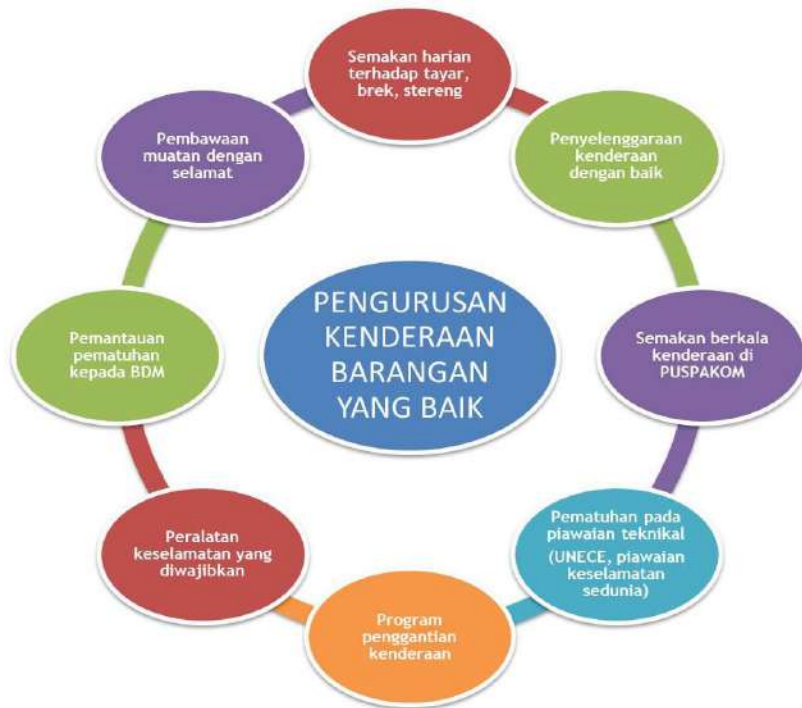 Semakan harian
terhadap tayar,
brek, stereng
Penyelenggaraan
kenderaan
dengan baik
Semakan berkala
kenderaan di
PUSPAKOM
Pematuhan pada
piawaian teknikal
(UNECE, piawaian
keselamatan
sedunia)
Program
penggantian
kenderaan
Peralatan
keselamatan yang
diwajibkan
Pemantauan
pematuhan
kepada BDM
Pembawaan
muatan dengan
selamat
PENGURUSAN
KENDERAAN
BARANGAN
YANG BAIK